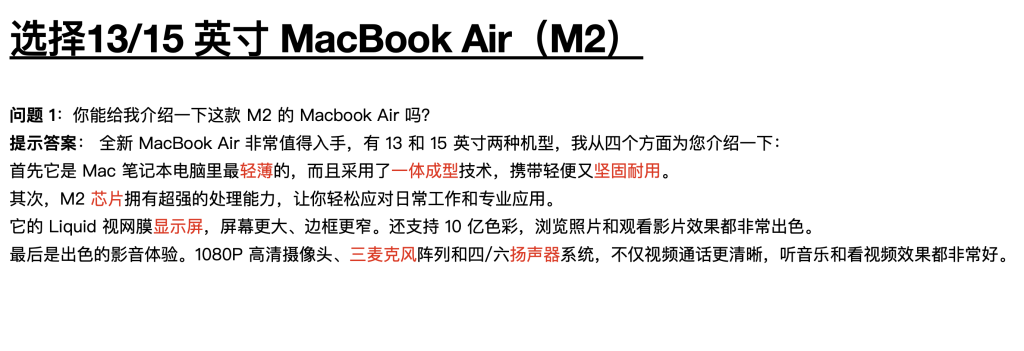 选择13/15 英寸 MacBook Air（M2）
问题 1：你能给我介绍一下这款 M2 的 Macbook Air 吗?
提示答案： 全新 MacBook Air 非常值得入手，有 13 和 15 英寸两种机型，我从四个方面为您介绍一下：
首先它是 Mac 笔记本电脑里最轻薄的，而且采用了一体成型技术，携带轻便又坚固耐用。
其次，M2 芯片拥有超强的处理能力，让你轻松应对日常工作和专业应用。
它的 Liquid 视网膜显示屏，屏幕更大、边框更窄。还支持 10 亿色彩，浏览照片和观看影片效果都非常出色。
最后是出色的影音体验。1080P 高清摄像头、三麦克风阵列和四/六扬声器系统，不仅视频通话更清晰，听音乐和看视频效果都非常好。